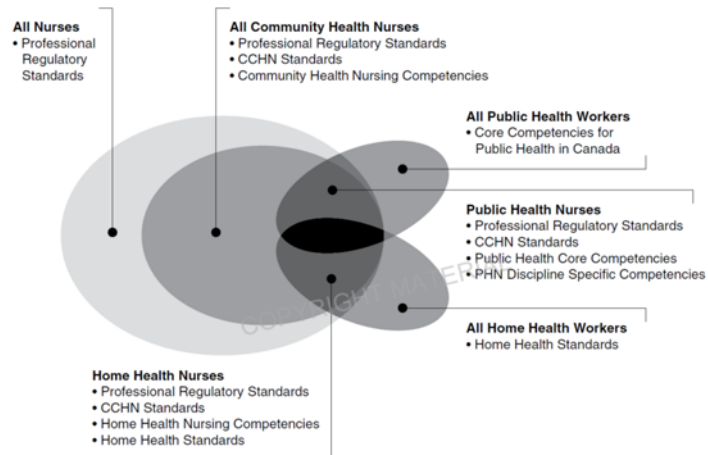 All Nurses
• Professional
Regulatory
Standards
All Community Health Nurses
• Professional Regulatory Standards
• CCHN Standards
• Community Health Nursing Competencies
All Public Health Workers
• Core Competencies for
Public Health in Canada
Public Health Nurses
• Professional Regulatory Standards
• CCHN Standards
• Public Health Core Competencies
• PHN Discipline Specific Competencies
COPYRIGHT MATERIAL
All Home Health Workers
• Home Health Standards
Home Health Nurses
• Professional Regulatory Standards
• CCHN Standards
• Home Health Nursing Competencies
• Home Health Standards